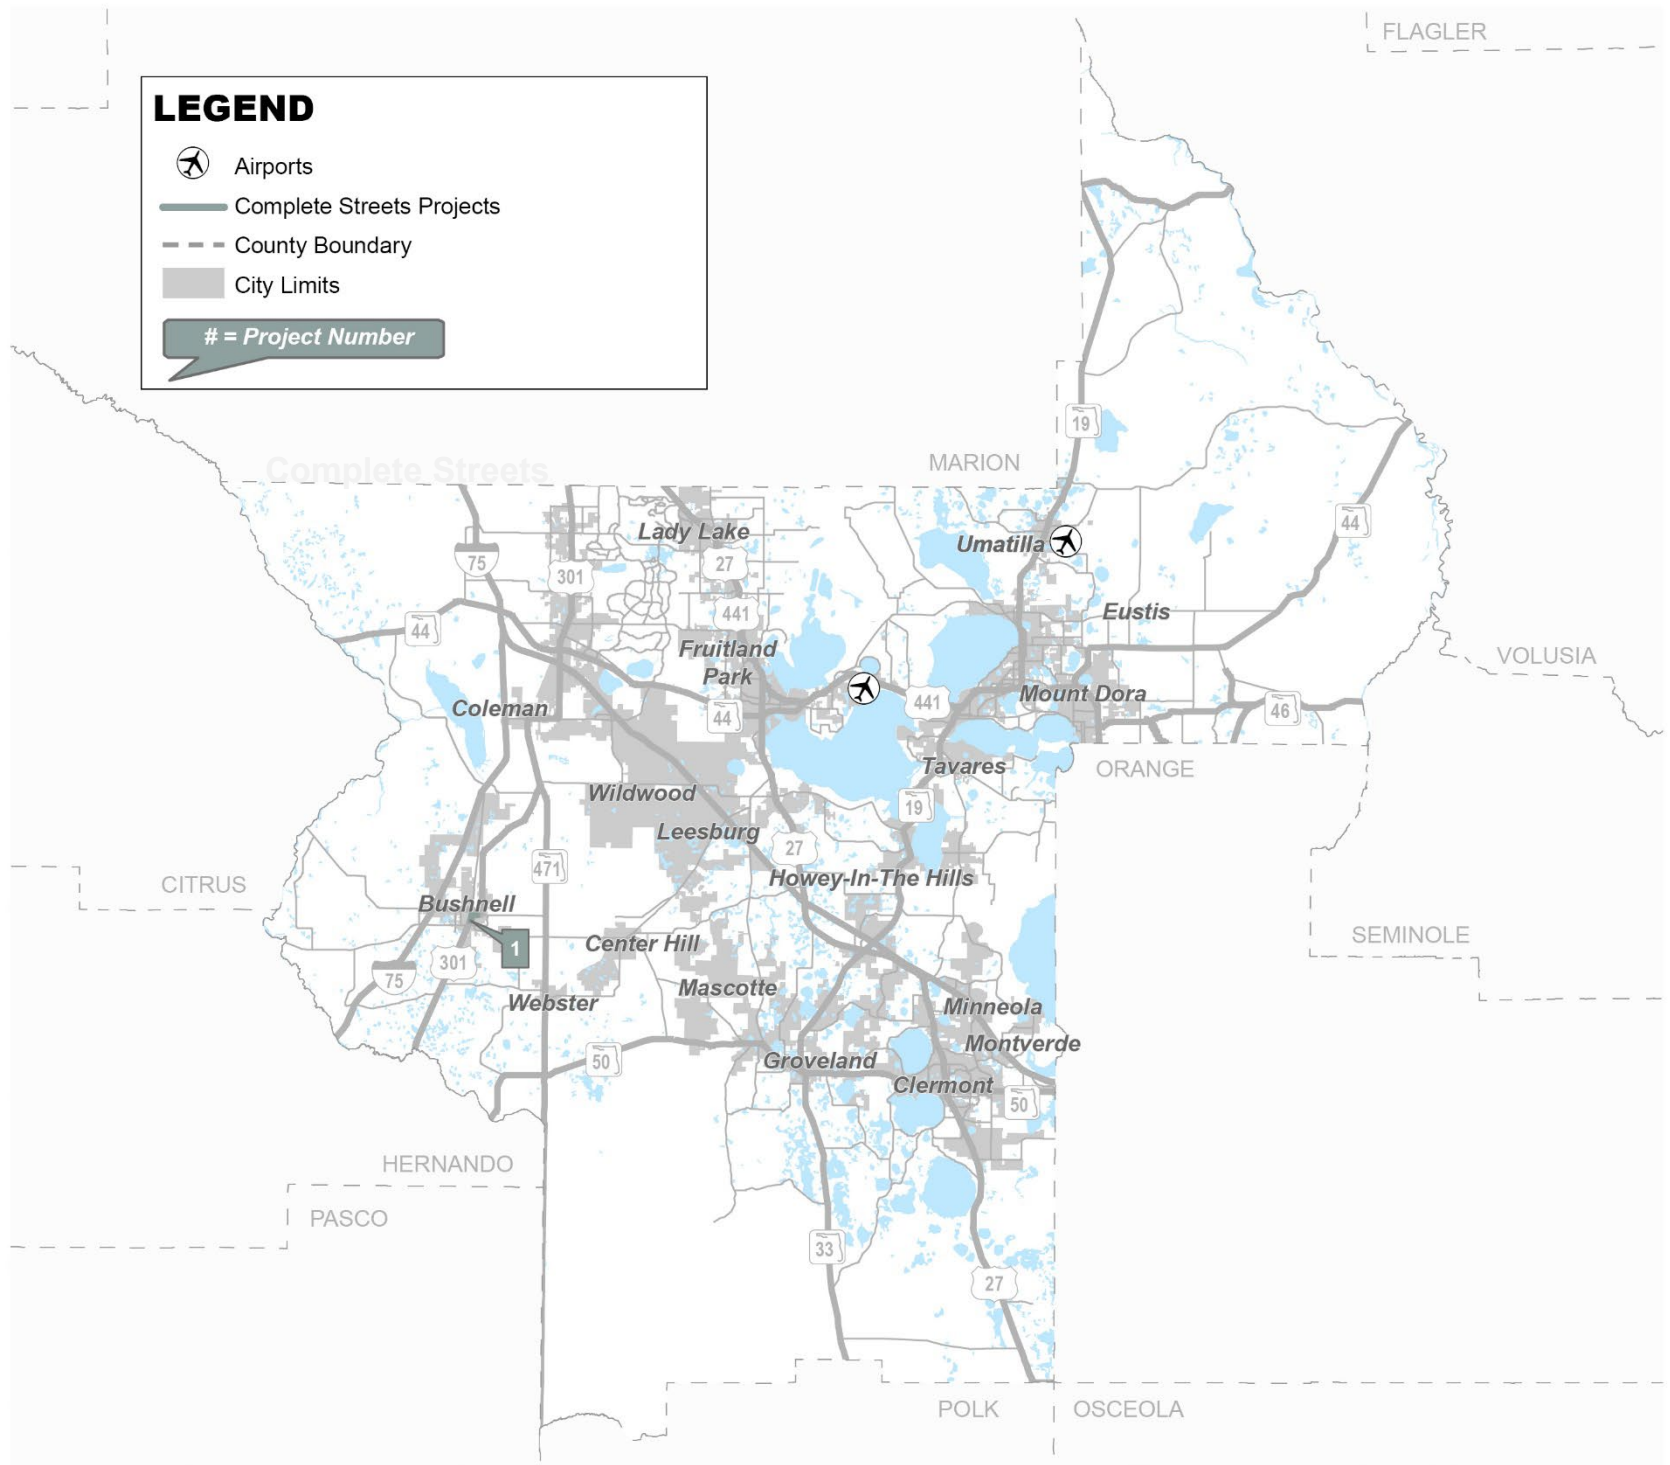 FLAGLER
LEGEND
Airports
Complete Streets Projects
County Boundary
City Limits
# = Project Number
19
MARION
Complete Streets
44
Lady Lake
Umatilla
75
27
301
441
Eustis
44
Fruitland
Park
VOLUSIA
Mount Dora
Coleman
441
44
46
Tavares
ORANGE
Wildwood
19
Leesburg
27
471
Howey-In-The Hills
CITRUS
Bushnell
SEMINOLE
1
Center Hill
301
75
Mascotte
Webster
Minneola
Montverde
50
Groveland
Clermont
50
HERNANDO
PASCO
33
27
POLK
OSCEOLA